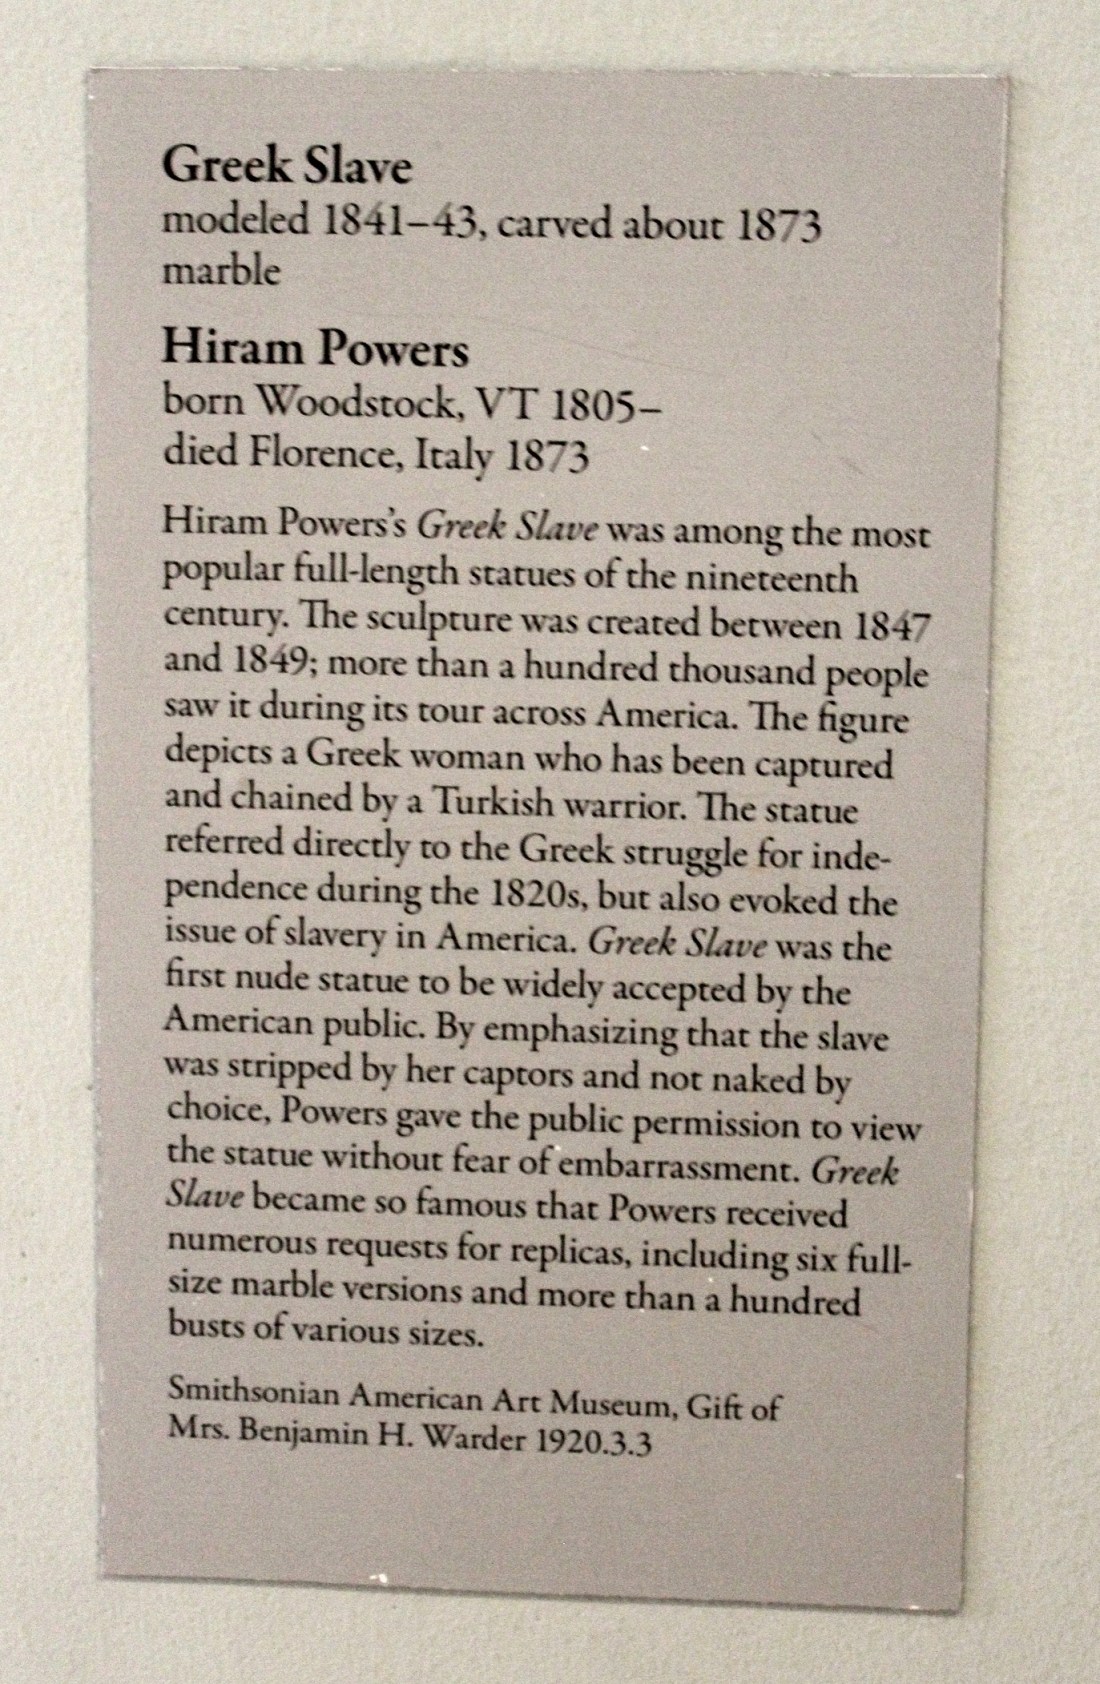 Greek Slave
modeled 1841–43, carved about 1873
marble
Hiram Powers
born Woodstock, VT 1805–
died Florence, Italy 1873
Hiram Powers's Greek Slave was among the most
popular full-length statues of the nineteenth
century. The sculpture was created between 1847
and 1849; more than a hundred thousand people
saw it during its tour across America. The figure
depicts a Greek woman who has been captured
and chained by a Turkish warrior. The statue
referred directly to the Greek struggle for inde-
pendence during the 1820s, but also evoked the
issue of slavery in America. Greek Slave was the
first nude statue to be widely accepted by the
American public. By emphasizing that the slave
was stripped by her captors and not naked by
choice, Powers gave the public permission to view
the statue without fear of embarrassment. Greek
Slave became so famous that Powers received
numerous requests for replicas, including six full-
size marble versions and more than a hundred
busts of various sizes.
Smithsonian American Art Museum, Gift of
Mrs. Benjamin H. Warder 1920.3.3